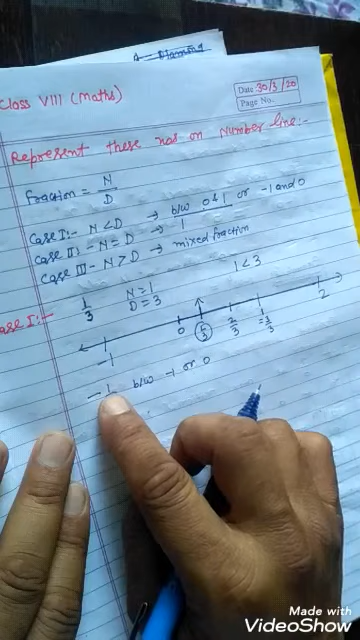 Class VIII (Maths)
Date 30/3/20
Page No.
Represent these nos on Number line:-
Fraction = N/D
Case I:- N<D → b/w 0 & 1 or -1 and 0
Case II:- N=D → 1
Case III- N>D → mixed fraction
Case I:- 1/3 N=1 D=3 1<3
-1 0 2/3 1 =3/3 2
-1 b/w -1 or 0
Made with
VideoShow